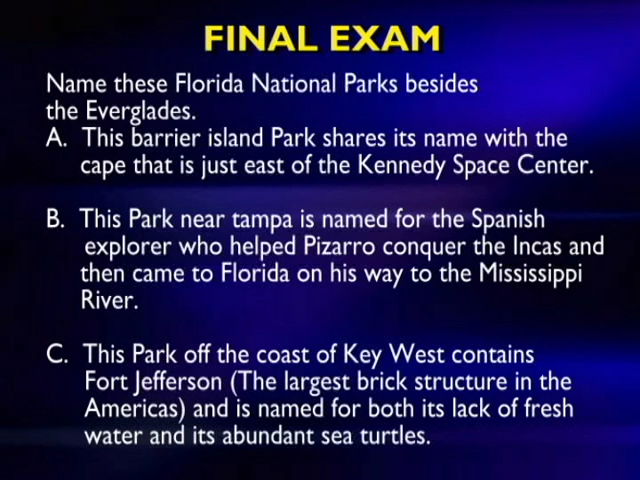 FINAL EXAM
Name these Florida National Parks besides
the Everglades.
A. This barrier island Park shares its name with the
cape that is just east of the Kennedy Space Center.
B. This Park near tampa is named for the Spanish
explorer who helped Pizarro conquer the Incas and
then came to Florida on his way to the Mississippi
River.
C. This Park off the coast of Key West contains
Fort Jefferson (The largest brick structure in the
Americas) and is named for both its lack of fresh
water and its abundant sea turtles.